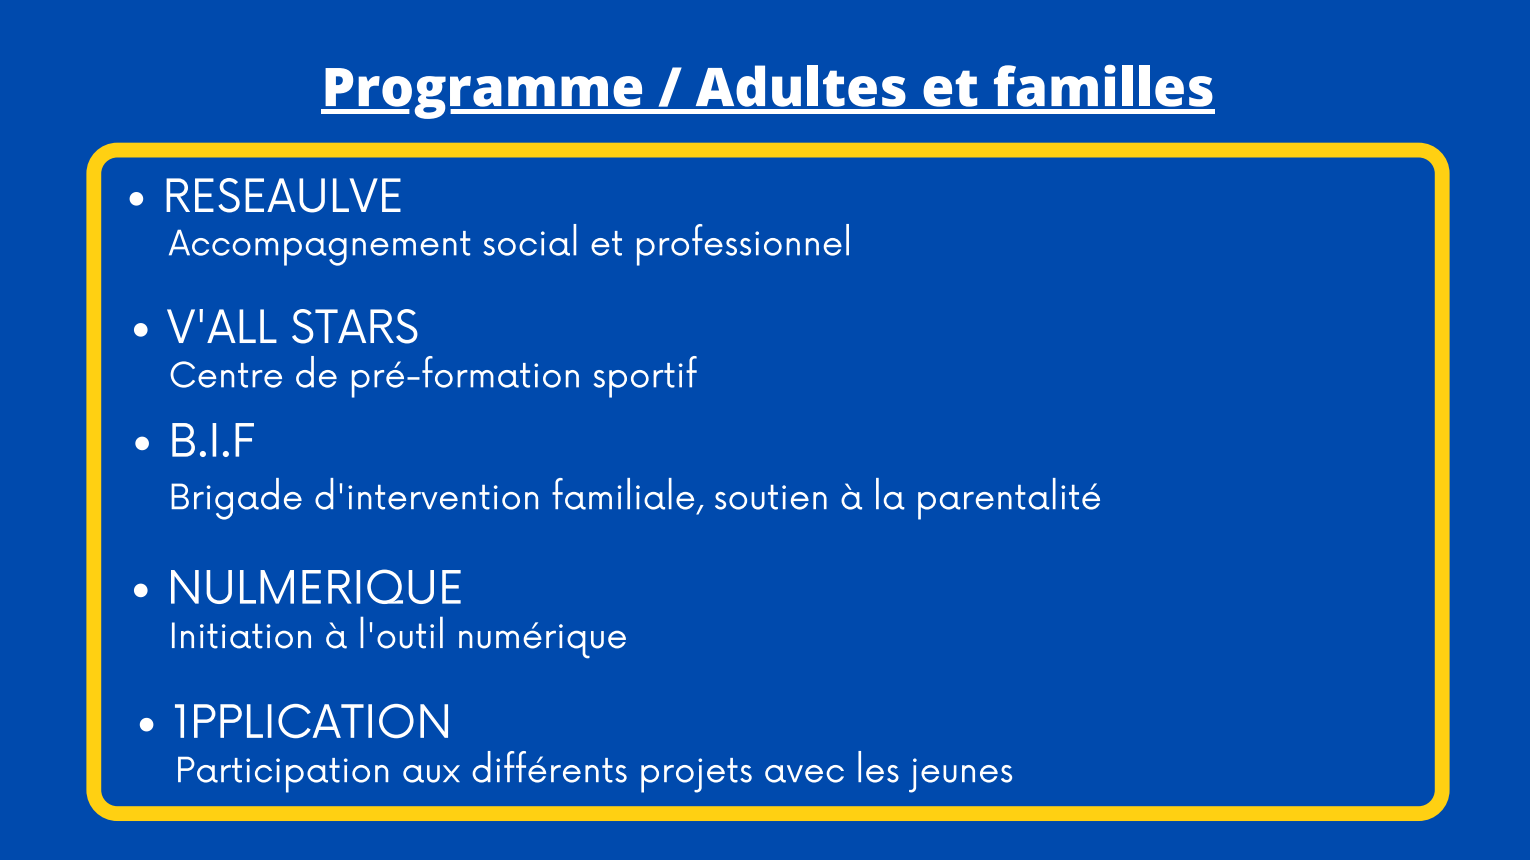 Programme / Adultes et familles
• RESEAULVE
Accompagnement social et professionnel
• V'ALL STARS
Centre de pré-formation sportif
• B.I.F
Brigade d'intervention familiale, soutien à la parentalité
• NULMERIQUE
Initiation à l'outil numérique
• 1PPLICATION
Participation aux différents projets avec les jeunes